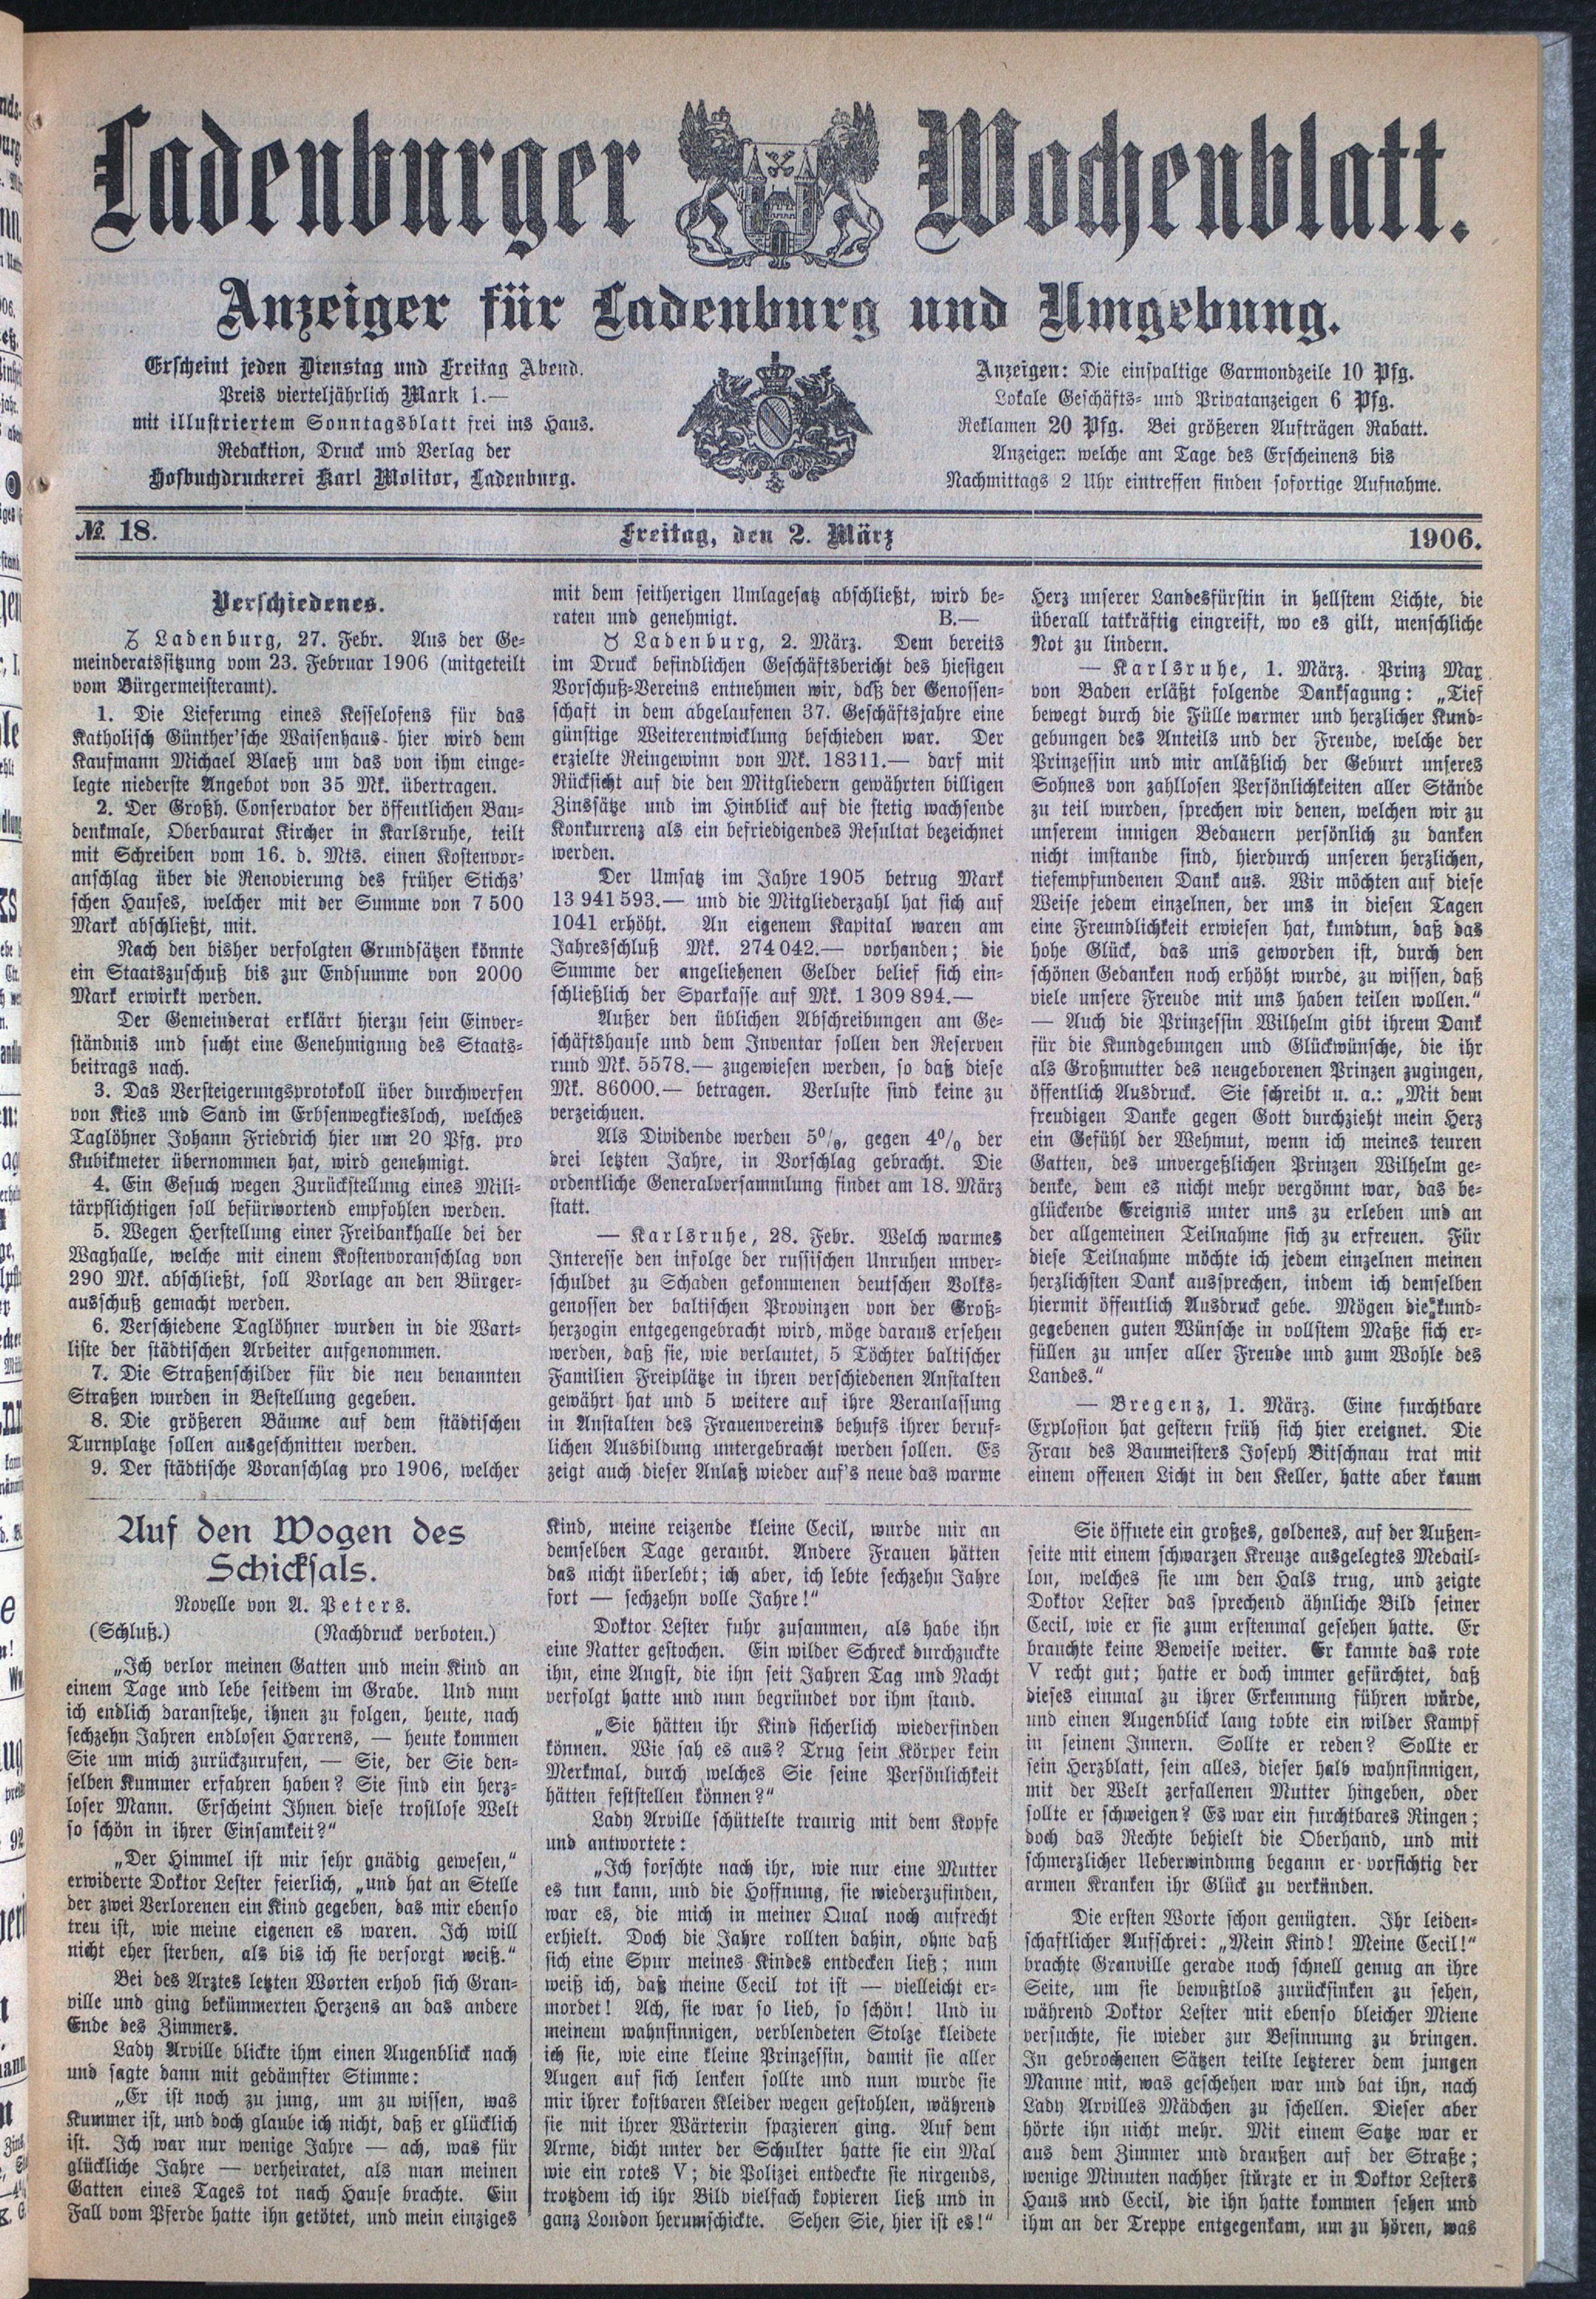 Ladenburger Wochenblatt.
Anzeiger für Ladenburg und Umgebung.
Erscheint jeden Dienstag und Freitag Abend.
Preis vierteljährlich Mark 1.—
mit illustriertem Sonntagsblatt frei ins Haus.
Redaktion, Druck und Verlag der
Hofbuchdruckerei Karl Molitor, Ladenburg.
Anzeigen: Die einspaltige Garmondzeile 10 Pfg.
Lokale Geschäfts- und Privatanzeigen 6 Pfg.
Reklamen 20 Pfg. Bei größeren Aufträgen Rabatt.
Anzeigen welche am Tage des Erscheinens bis
Nachmittags 2 Uhr eintreffen finden sofortige Aufnahme.
№. 18. Freitag, den 2. März 1906.
Verschiedenes.
Ladenburg, 27. Febr. Aus der Ge-
meinderatssitzung vom 23. Februar 1906 (mitgeteilt
vom Bürgermeisteramt).
1. Die Lieferung eines Kesselofens für das
Katholisch Günther'sche Waisenhaus hier wird dem
Kaufmann Michael Blaeß um das von ihm einge-
legte niederste Angebot von 35 Mk. übertragen.
2. Der Großh. Conservator der öffentlichen Bau-
denkmale, Oberbaurat Kircher in Karlsruhe, teilt
mit Schreiben vom 16. d. Mts. einen Kostenvor-
anschlag über die Renovierung des früher Stichs'
schen Hauses, welcher mit der Summe von 7 500
Mark abschließt, mit.
Nach den bisher verfolgten Grundsätzen könnte
ein Staatszuschuß bis zur Endsumme von 2000
Mark erwirkt werden.
Der Gemeinderat erklärt hierzu sein Einver-
ständnis und sucht eine Genehmignng des Staats-
beitrags nach.
3. Das Versteigerungsprotokoll über durchwerfen
von Kies und Sand im Erbsenwegkiesloch, welches
Taglöhner Johann Friedrich hier um 20 Pfg. pro
Kubikmeter übernommen hat, wird genehmigt.
4. Ein Gesuch wegen Zurückstellung eines Mili-
tärpflichtigen soll befürwortend empfohlen werden.
5. Wegen Herstellung einer Freibankhalle bei der
Waghalle, welche mit einem Kostenvoranschlag von
290 Mk. abschließt, soll Vorlage an den Bürger-
ausschuß gemacht werden.
6. Verschiedene Taglöhner wurden in die Wart-
liste der städtischen Arbeiter aufgenommen.
7. Die Straßenschilder für die neu benannten
Straßen wurden in Bestellung gegeben.
8. Die größeren Bäume auf dem städtischen
Turnplatze sollen ausgeschnitten werden.
9. Der städtische Voranschlag pro 1906, welcher
mit dem seitherigen Umlagesatz abschließt, wird be-
raten und genehmigt. B.—
Ladenburg, 2. März. Dem bereits
im Druck befindlichen Geschäftsbericht des hiesigen
Vorschuß-Vereins entnehmen wir, daß der Genossen-
schaft in dem abgelaufenen 37. Geschäftsjahre eine
günstige Weiterentwicklung beschieden war. Der
erzielte Reingewinn von Mk. 18311.— darf mit
Rücksicht auf die den Mitgliedern gewährten billigen
Zinssätze und im Hinblick auf die stetig wachsende
Konkurrenz als ein befriedigendes Resultat bezeichnet
werden.
Der Umsatz im Jahre 1905 betrug Mark
13 941 593.— und die Mitgliederzahl hat sich auf
1041 erhöht. An eigenem Kapital waren am
Jahresschluß Mk. 274 042.— vorhanden; die
Summe der angeliehenen Gelder belief sich ein-
schließlich der Sparkasse auf Mk. 1 309 894.—
Außer den üblichen Abschreibungen am Ge-
schäftshause und dem Inventar sollen den Reserven
rund Mk. 5578.— zugewiesen werden, so daß diese
Mk. 86000.— betragen. Verluste sind keine zu
verzeichnen.
Als Dividende werden 5%, gegen 4% der
drei letzten Jahre, in Vorschlag gebracht. Die
ordentliche Generalversammlung findet am 18. März
statt.
— Karlsruhe, 28. Febr. Welch warmes
Interesse den infolge der russischen Unruhen unver-
schuldet zu Schaden gekommenen deutschen Volks-
genossen der baltischen Provinzen von der Groß-
herzogin entgegengebracht wird, möge daraus ersehen
werden, daß sie, wie verlautet, 5 Töchter baltischer
Familien Freiplätze in ihren verschiedenen Anstalten
gewährt hat und 5 weitere auf ihre Veranlassung
in Anstalten des Frauenvereins behufs ihrer beruf-
lichen Ausbildung untergebracht werden sollen. Es
zeigt auch dieser Anlaß wieder auf's neue das warme
Herz unserer Landesfürstin in hellstem Lichte, die
überall tatkräftig eingreift, wo es gilt, menschliche
Not zu lindern.
— Karlsruhe, 1. März. Prinz Max
von Baden erläßt folgende Danksagung: „Tief
bewegt durch die Fülle warmer und herzlicher Kund-
gebungen des Anteils und der Freude, welche der
Prinzessin und mir anläßlich der Geburt unseres
Sohnes von zahllosen Persönlichkeiten aller Stände
zu teil wurden, sprechen wir denen, welchen wir zu
unserem innigen Bedauern persönlich zu danken
nicht imstande sind, hierdurch unseren herzlichen,
tiefempfundenen Dank aus. Wir möchten auf diese
Weise jedem einzelnen, der uns in diesen Tagen
eine Freundlichkeit erwiesen hat, kundtun, daß das
hohe Glück, das uns geworden ist, durch den
schönen Gedanken noch erhöht wurde, zu wissen, daß
viele unsere Freude mit uns haben teilen wollen.“
— Auch die Prinzessin Wilhelm gibt ihrem Dank
für die Kundgebungen und Glückwünsche, die ihr
als Großmutter des neugeborenen Prinzen zugingen,
öffentlich Ausdruck. Sie schreibt u. a.: „Mit dem
freudigen Danke gegen Gott durchzieht mein Herz
ein Gefühl der Wehmut, wenn ich meines teuren
Gatten, des unvergeßlichen Prinzen Wilhelm ge-
denke, dem es nicht mehr vergönnt war, das be-
glückende Ereignis unter uns zu erleben und an
der allgemeinen Teilnahme sich zu erfreuen. Für
diese Teilnahme möchte ich jedem einzelnen meinen
herzlichsten Dank aussprechen, indem ich demselben
hiermit öffentlich Ausdruck gebe. Mögen die kund-
gegebenen guten Wünsche in vollstem Maße sich er-
füllen zu unser aller Freude und zum Wohle des
Landes.“
— Bregenz, 1. März. Eine furchtbare
Explosion hat gestern früh sich hier ereignet. Die
Frau des Baumeisters Joseph Bitschnau trat mit
einem offenen Licht in den Keller, hatte aber kaum
Auf den Wogen des
Schicksals.
Novelle von A. Peters.
(Schluß.) (Nachdruck verboten.)
„Ich verlor meinen Gatten und mein Kind an
einem Tage und lebe seitdem im Grabe. Und nun
ich endlich daranstehe, ihnen zu folgen, heute, nach
sechzehn Jahren endlosen Harrens, — heute kommen
Sie um mich zurückzurufen, — Sie, der Sie den-
selben Kummer erfahren haben? Sie sind ein herz-
loser Mann. Erscheint Ihnen diese trostlose Welt
so schön in ihrer Einsamkeit?“
„Der Himmel ist mir sehr gnädig gewesen,“
erwiderte Doktor Lester feierlich, „und hat an Stelle
der zwei Verlorenen ein Kind gegeben, das mir ebenso
treu ist, wie meine eigenen es waren. Ich will
nicht eher sterben, als bis ich sie versorgt weiß.“
Bei des Arztes letzten Worten erhob sich Gran-
ville und ging bekümmerten Herzens an das andere
Ende des Zimmers.
Lady Arville blickte ihm einen Augenblick nach
und sagte dann mit gedämpfter Stimme:
„Er ist noch zu jung, um zu wissen, was
Kummer ist, und doch glaube ich nicht, daß er glücklich
ist. Ich war nur wenige Jahre — ach, was für
glückliche Jahre — verheiratet, als man meinen
Gatten eines Tages tot nach Hause brachte. Ein
Fall vom Pferde hatte ihn getötet, und mein einziges
Kind, meine reizende kleine Cecil, wurde mir an
demselben Tage geraubt. Andere Frauen hätten
das nicht überlebt; ich aber, ich lebte sechzehn Jahre
fort — sechzehn volle Jahre!“
Doktor Lester fuhr zusammen, als habe ihn
eine Natter gestochen. Ein wilder Schreck durchzuckte
ihn, eine Angst, die ihn seit Jahren Tag und Nacht
verfolgt hatte und nun begründet vor ihm stand.
„Sie hätten ihr Kind sicherlich wiederfinden
können. Wie sah es aus? Trug sein Körper kein
Merkmal, durch welches Sie seine Persönlichkeit
hätten feststellen können?“
Lady Arville schüttelte traurig mit dem Kopfe
und antwortete:
„Ich forschte nach ihr, wie nur eine Mutter
es tun kann, und die Hoffnung, sie wiederzufinden,
war es, die mich in meiner Qual noch aufrecht
erhielt. Doch die Jahre rollten dahin, ohne daß
sich eine Spur meines Kindes entdecken ließ; nun
weiß ich, daß meine Cecil tot ist — vielleicht er-
mordet! Ach, sie war so lieb, so schön! Und in
meinem wahnsinnigen, verblendeten Stolze kleidete
ich sie, wie eine kleine Prinzessin, damit sie aller
Augen auf sich lenken sollte und nun wurde sie
mir ihrer kostbaren Kleider wegen gestohlen, während
sie mit ihrer Wärterin spazieren ging. Auf dem
Arme, dicht unter der Schulter hatte sie ein Mal
wie ein rotes V; die Polizei entdeckte sie nirgends,
trotzdem ich ihr Bild vielfach kopieren ließ und in
ganz London herumschickte. Sehen Sie, hier ist es!“
Sie öffnete ein großes, goldenes, auf der Außen-
seite mit einem schwarzen Kreuze ausgelegtes Medail-
lon, welches sie um den Hals trug, und zeigte
Doktor Lester das sprechend ähnliche Bild seiner
Cecil, wie er sie zum erstenmal gesehen hatte. Er
brauchte keine Beweise weiter. Er kannte das rote
V recht gut; hatte er doch immer gefürchtet, daß
dieses einmal zu ihrer Erkennung führen würde,
und einen Augenblick lang tobte ein wilder Kampf
in seinem Innern. Sollte er reden? Sollte er
sein Herzblatt, sein alles, dieser halb wahnsinnigen,
mit der Welt zerfallenen Mutter hingeben, oder
sollte er schweigen? Es war ein furchtbares Ringen;
doch das Rechte behielt die Oberhand, und mit
schmerzlicher Ueberwindnng begann er vorsichtig der
armen Kranken ihr Glück zu verkünden.
Die ersten Worte schon genügten. Ihr leiden-
schaftlicher Aufschrei: „Mein Kind! Meine Cecil!“
brachte Granville gerade noch schnell genug an ihre
Seite, um sie bewußtlos zurücksinken zu sehen,
während Doktor Lester mit ebenso bleicher Miene
versuchte, sie wieder zur Besinnung zu bringen.
In gebrochenen Sätzen teilte letzterer dem jungen
Manne mit, was geschehen war und bat ihn, nach
Lady Arvilles Mädchen zu schellen. Dieser aber
hörte ihn nicht mehr. Mit einem Satze war er
aus dem Zimmer und draußen auf der Straße;
wenige Minuten nachher stürzte er in Doktor Lesters
Haus und Cecil, die ihn hatte kommen sehen und
ihm an der Treppe entgegenkam, um zu hören, was